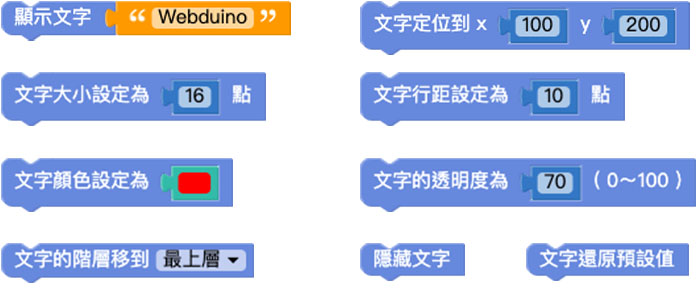 顯示文字 “ Webduino ”
文字定位到 x 100 y 200
文字大小設定為 16 點
文字行距設定為 10 點
文字顏色設定為
文字的透明度為 70 ( 0～100 )
文字的階層移到 最上層
隱藏文字
文字還原預設值